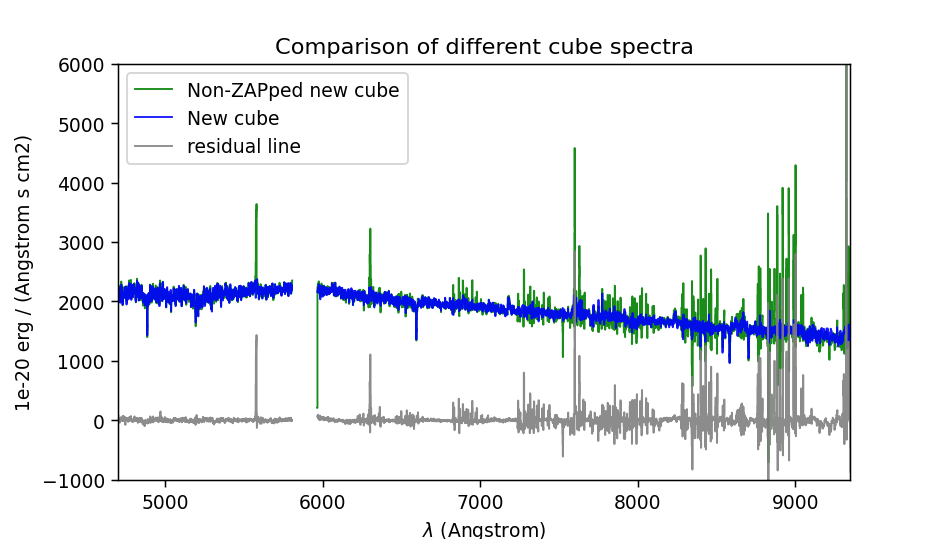 Comparison of different cube spectra
Non-ZAPped new cube
New cube
residual line
6000
5000
4000
3000
2000
1000
0
−1000
1e-20 erg / (Angstrom s cm2)
5000 6000 7000 8000 9000
λ (Angstrom)